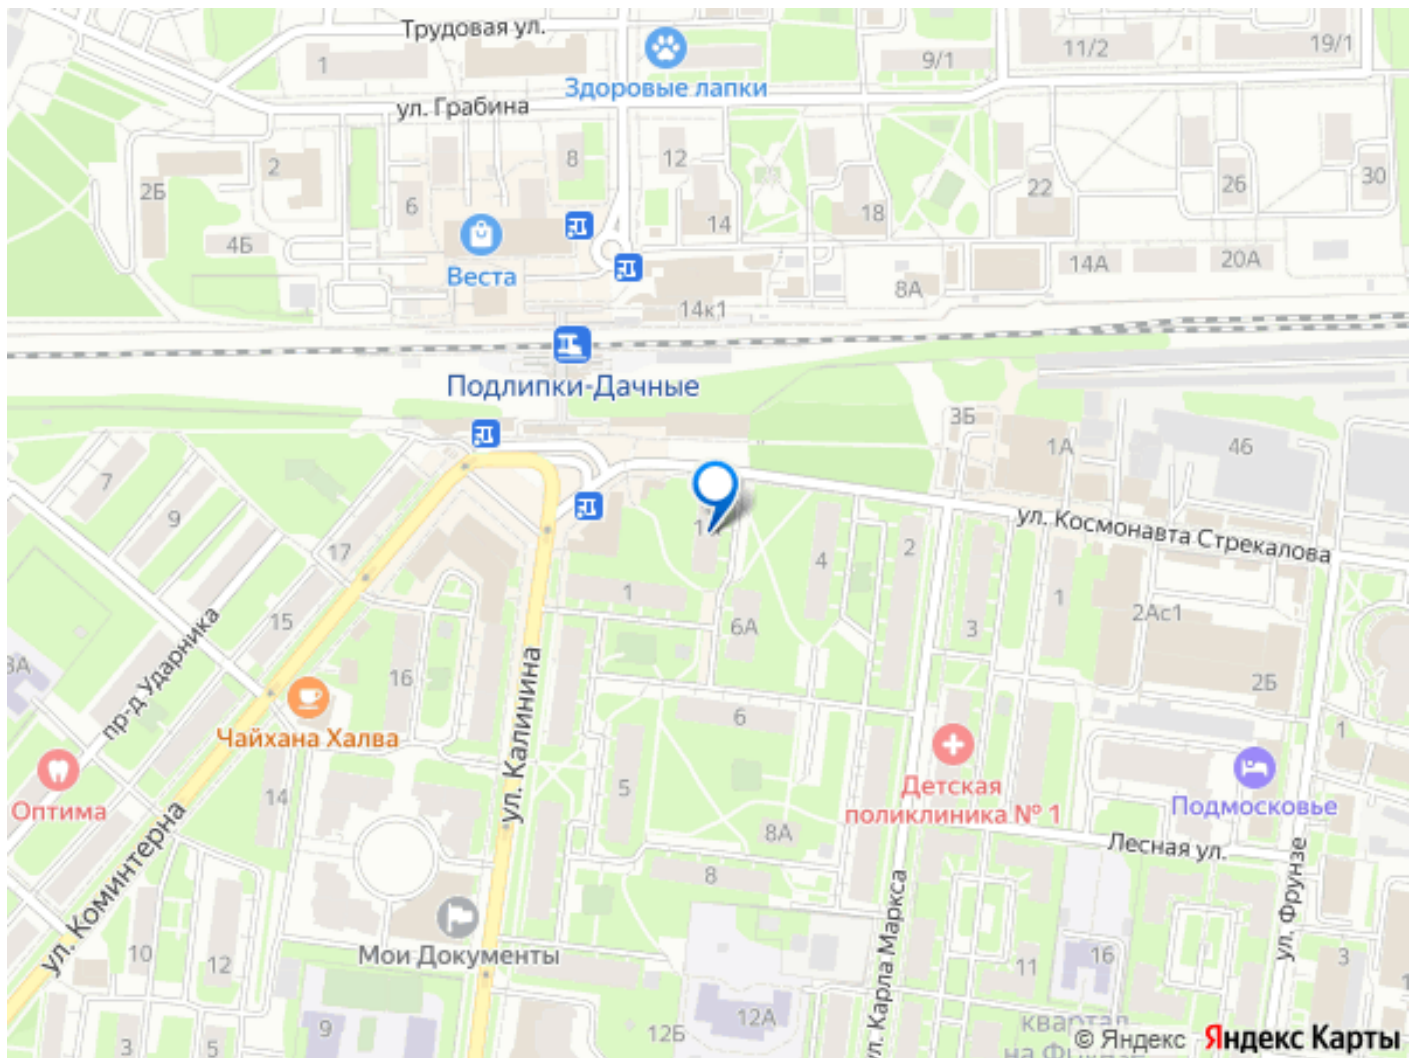 Трудовая ул.
19/1
11/2
9/1
1
Здоровые лапки
ул. Грабина
8
12
2
2Б
6
22
26
30
14
18
4Б
Веста
14А
20А
8А
14к1
Подлипки-Дачные
3Б
1А
4б
7
9
17
ул. Космонавта Стрекалова
4
2
1
1
2Ас1
15
6А
3
3А
пр-д Ударника
16
2Б
6
1
Чайхана Халва
ул. Калинина
Оптима
14
5
Детская
поликлиника № 1
Подмосковье
8А
Лесная ул.
ул. Коминтерна
8
ул. Карла Маркса
ул. Фрунзе
Мои Документы
10
12
11
16
3
9
12Б
12А
3
5
1
квартал
© Яндекс Яндекс Карты